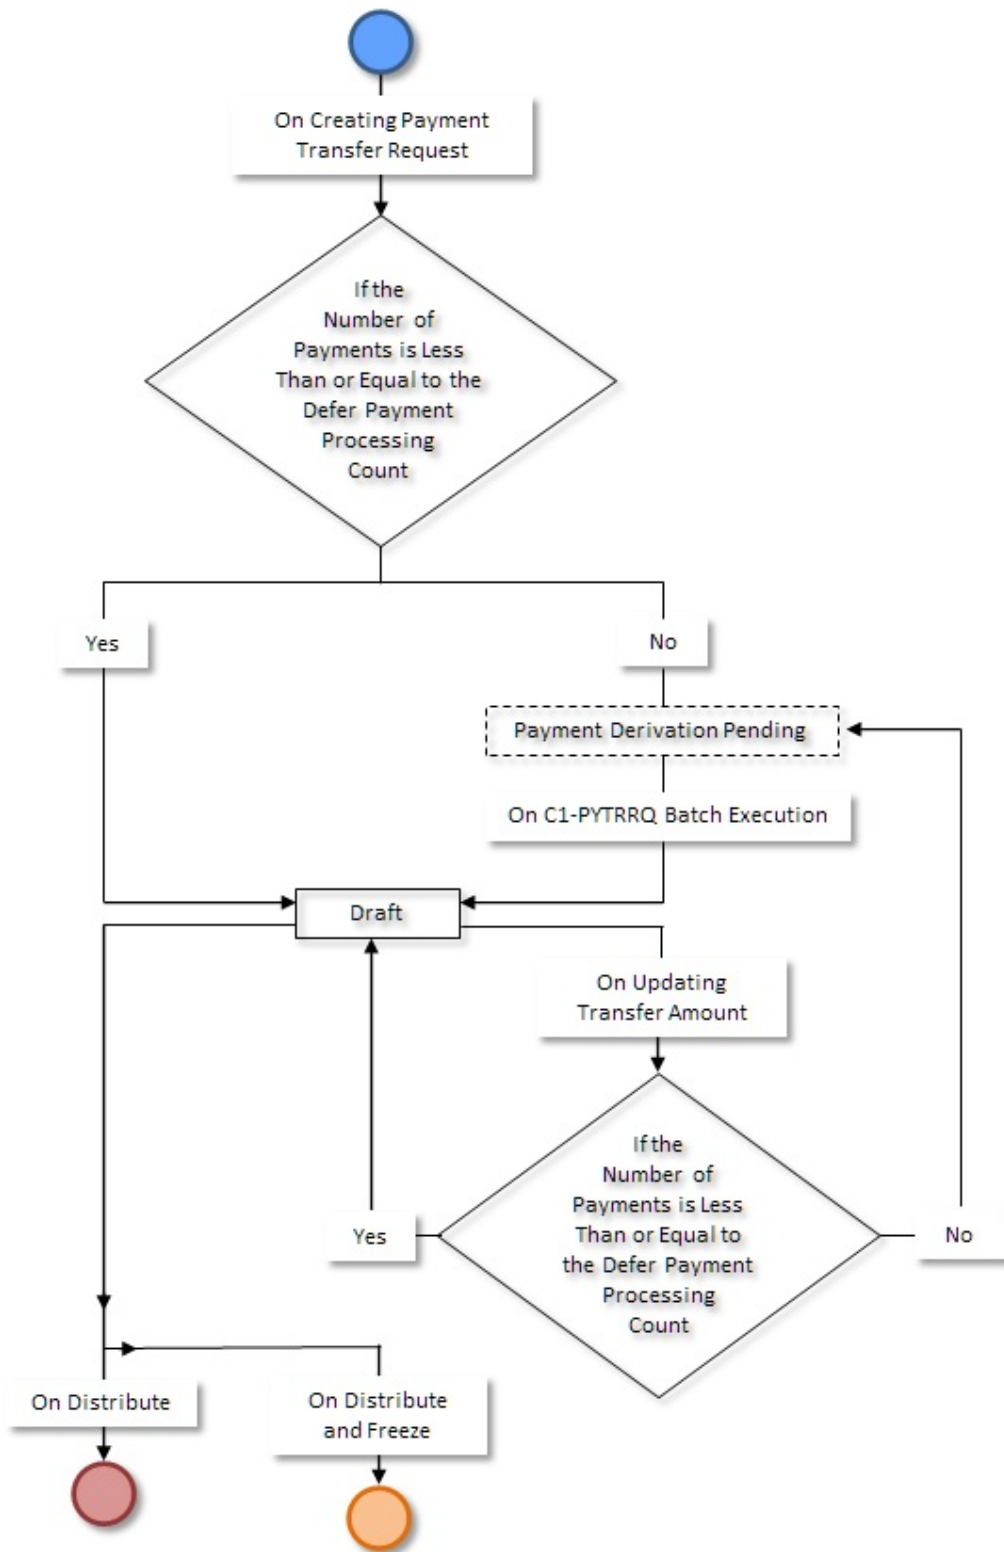 On Creating Payment
Transfer Request
If the
Number of
Payments is Less
Than or Equal to the
Defer Payment
Processing
Count
Yes
No
Payment Derivation Pending
On C1-PYTRRQ Batch Execution
Draft
On Updating
Transfer Amount
If the
Number of
Payments is Less
Than or Equal to
the Defer Payment
Processing
Count
Yes
No
On Distribute
On Distribute
and Freeze